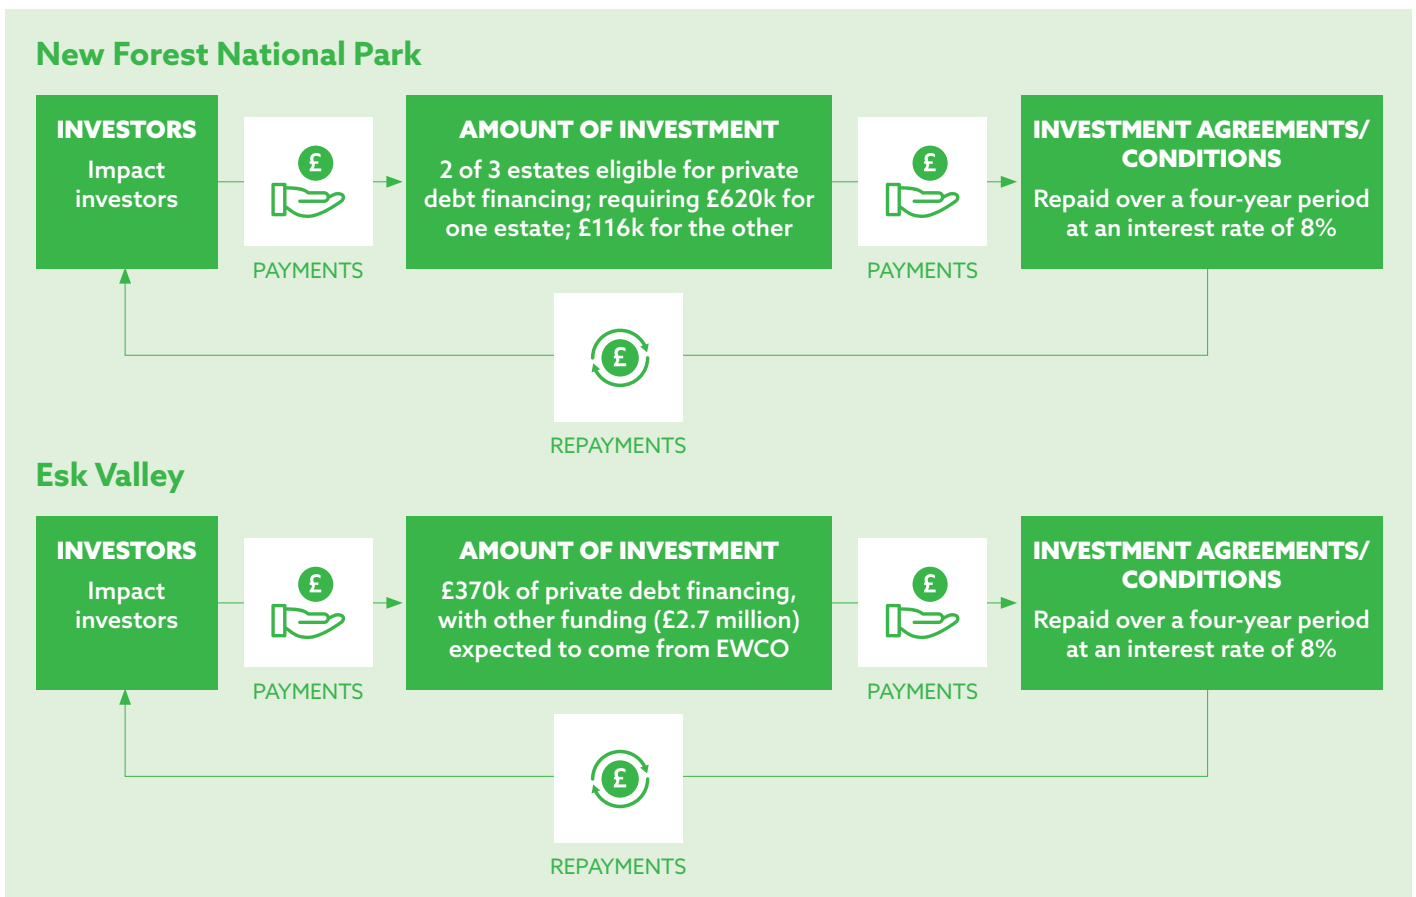 New Forest National Park
INVESTORS
Impact
investors
£
PAYMENTS
AMOUNT OF INVESTMENT
2 of 3 estates eligible for private
debt financing; requiring £620k for
one estate; £116k for the other
£
PAYMENTS
INVESTMENT AGREEMENTS/
CONDITIONS
Repaid over a four-year period
at an interest rate of 8%
£
REPAYMENTS
Esk Valley
INVESTORS
Impact
investors
£
PAYMENTS
AMOUNT OF INVESTMENT
£370k of private debt financing,
with other funding (£2.7 million)
expected to come from EWCO
£
PAYMENTS
INVESTMENT AGREEMENTS/
CONDITIONS
Repaid over a four-year period
at an interest rate of 8%
£
REPAYMENTS